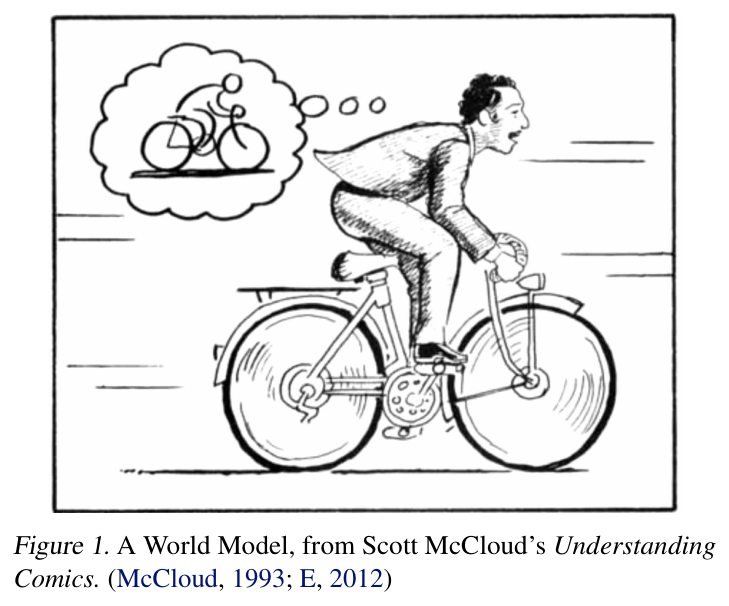 Figure 1. A World Model, from Scott McCloud’s Understanding
Comics. (McCloud, 1993; E, 2012)